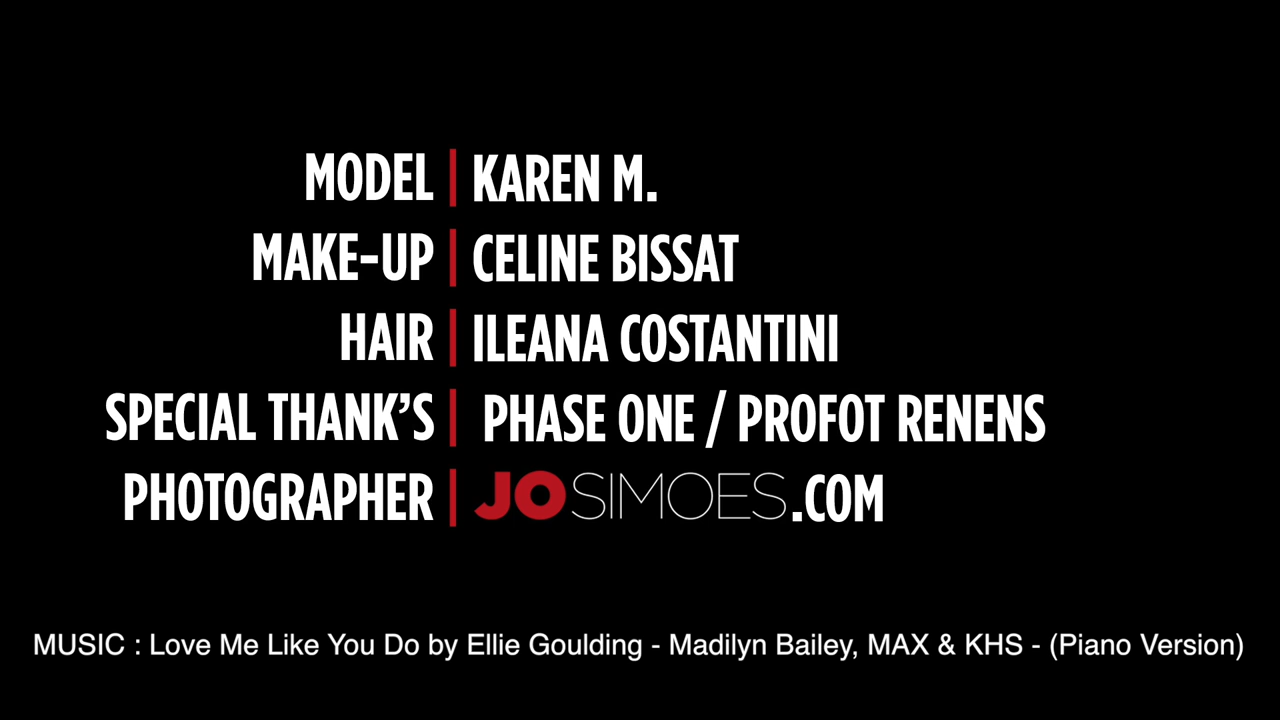 MODEL | KAREN M.
MAKE-UP | CELINE BISSAT
HAIR | ILEANA COSTANTINI
SPECIAL THANK’S | PHASE ONE / PROFOT RENENS
PHOTOGRAPHER | JOSIMOES.COM
MUSIC : Love Me Like You Do by Ellie Goulding - Madilyn Bailey, MAX & KHS - (Piano Version)